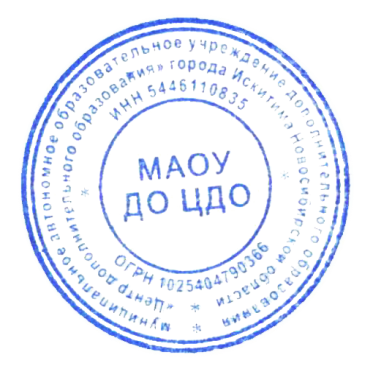 муниципальное автономное образовательное учреждение дополнительного образования
«Центр дополнительного образования» города Искитима Новосибирской области
ИНН 5446110835
МАОУ
ДО ЦДО
ОГРН 1025404790366